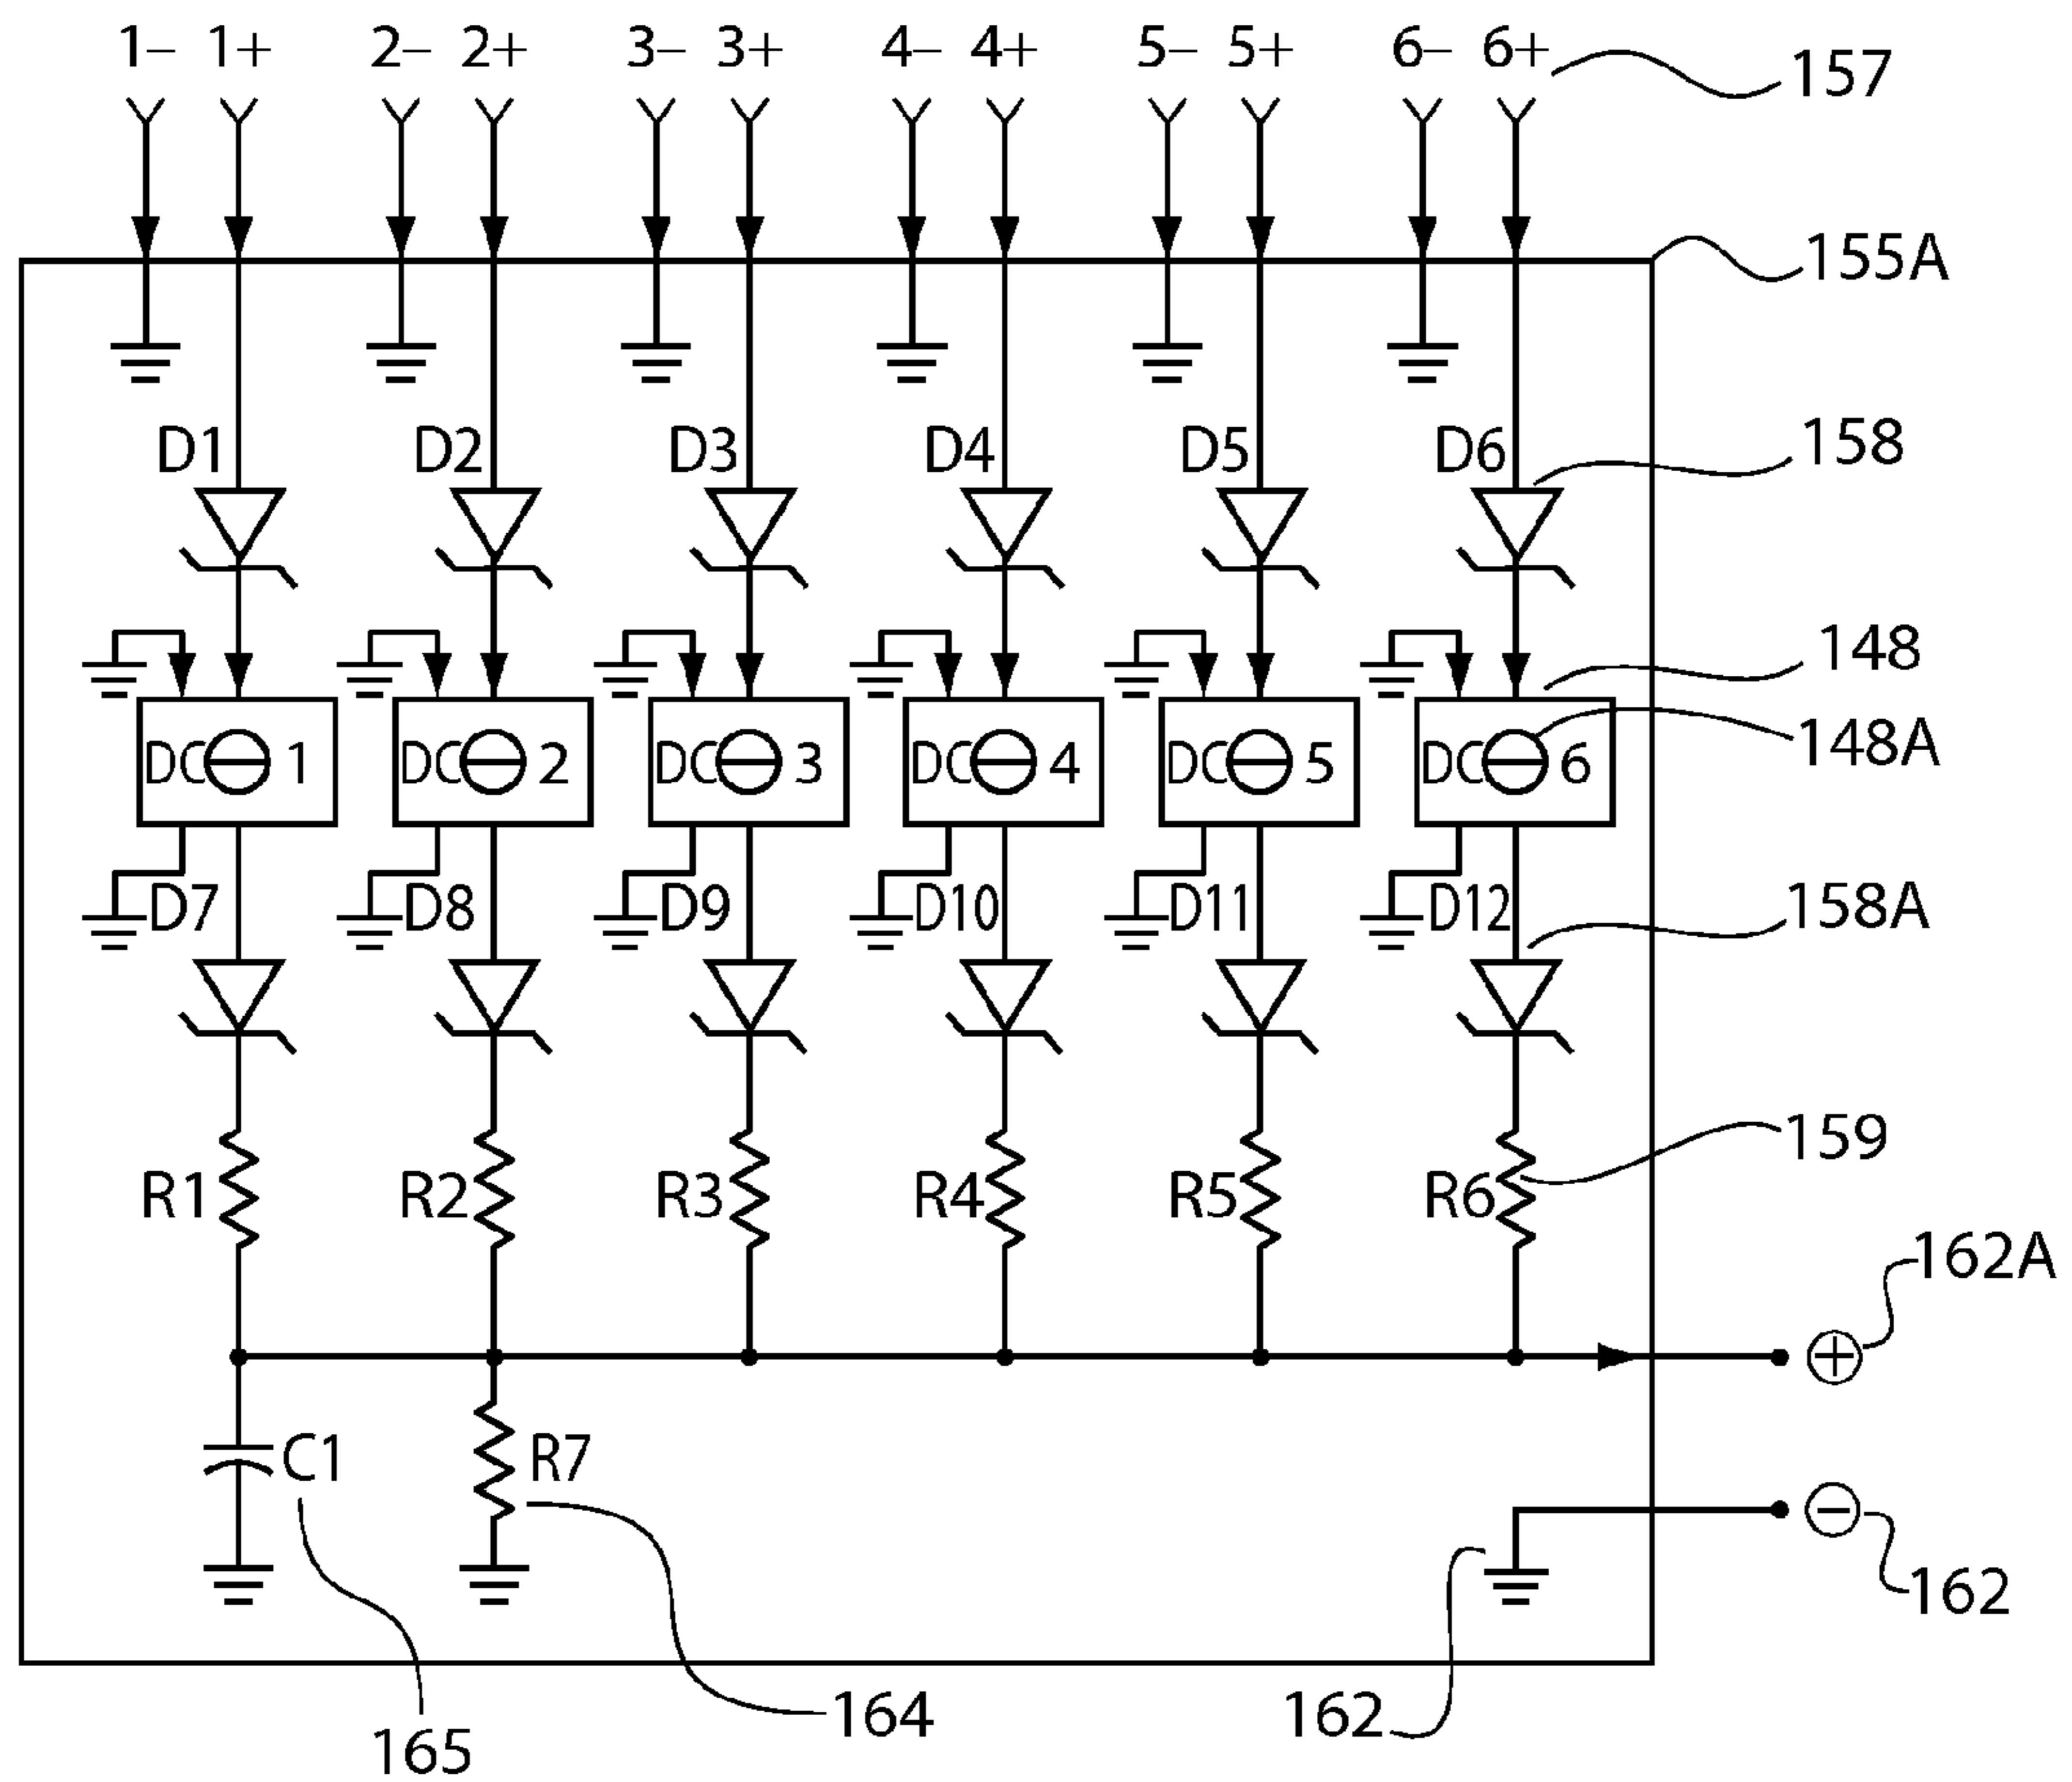 1− 1+ 2− 2+ 3− 3+ 4− 4+ 5− 5+ 6− 6+
157
155A
D1 D2 D3 D4 D5 D6
158
148
DC 1 DC 2 DC 3 DC 4 DC 5 DC 6
148A
D7 D8 D9 D10 D11 D12
158A
159
R1 R2 R3 R4 R5 R6
162A
+
C1 R7
−
162
165
164
162